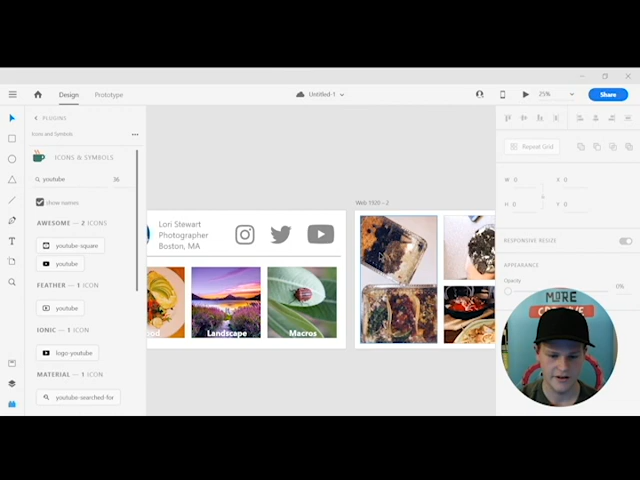 Design
Prototype
Untitled-1
25%
Share
PLUGINS
Icons and Symbols
ICONS & SYMBOLS
youtube
36
show names
AWESOME — 2 ICONS
youtube-square
youtube
FEATHER — 1 ICON
youtube
IONIC — 1 ICON
logo-youtube
MATERIAL — 1 ICON
youtube-searched-for
Lori Stewart
Photographer
Boston, MA
Landscape
Macros
Web 1920 – 2
Repeat Grid
W 0
X 0
H 0
Y 0
RESPONSIVE RESIZE
APPEARANCE
Opacity
0%
MORE